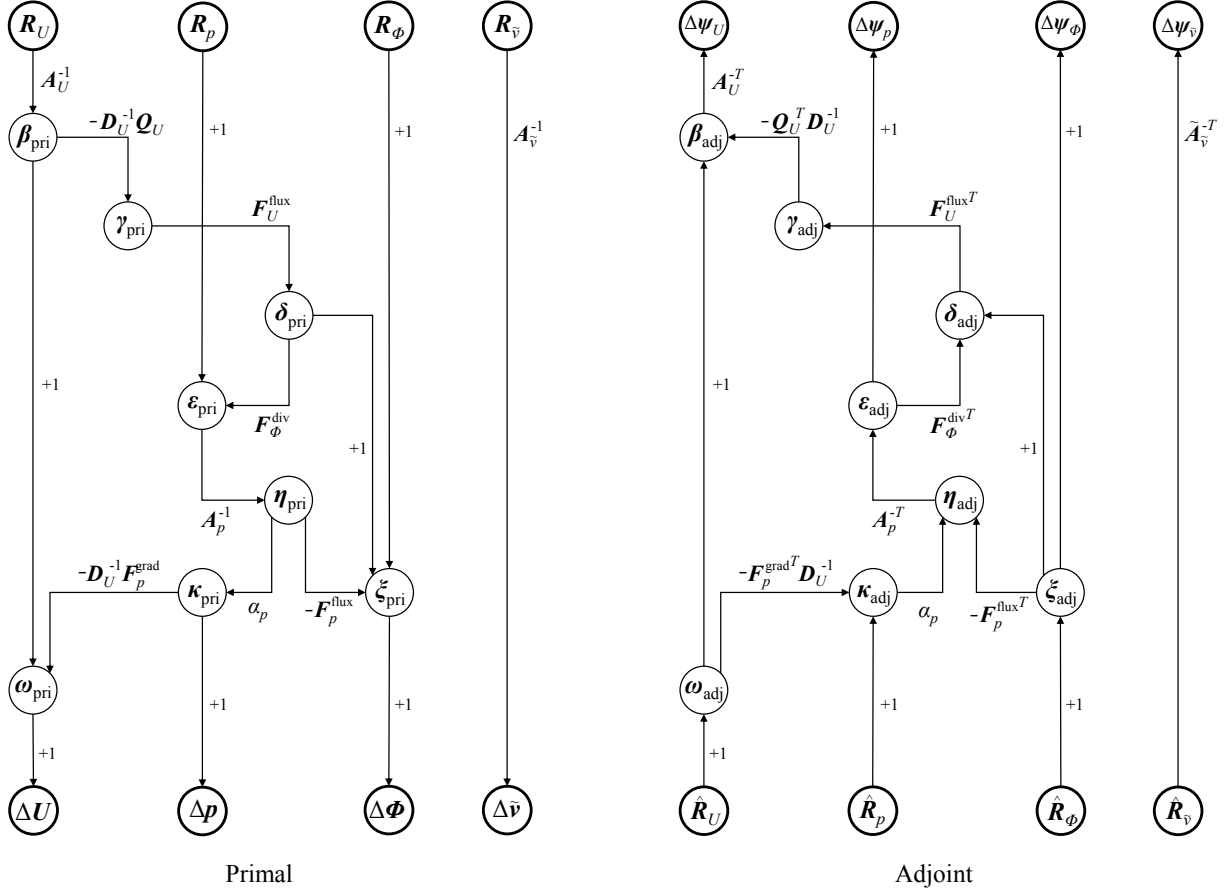 R_U R_p R_Φ R_ṽ Δψ_U Δψ_p Δψ_Φ Δψ_ṽ
A_U^-1 A_U^-T
β_pri -D_U^-1 Q_U +1 +1 A_ṽ^-1 β_adj -Q_U^T D_U^-1 +1 +1 Ã_ṽ^-T
γ_pri F_U^flux γ_adj F_U^flux^T
δ_pri δ_adj
+1 ε_pri F_Φ^div +1 ε_adj F_Φ^div^T
+1 +1
A_p^-1 η_pri A_p^-T η_adj
-D_U^-1 F_p^grad κ_pri α_p -F_p^flux ξ_pri -F_p^grad^T D_U^-1 κ_adj α_p -F_p^flux^T ξ_adj
ω_pri ω_adj
+1 +1 +1 +1 +1 +1
ΔU Δp ΔΦ Δṽ R̂_U R̂_p R̂_Φ R̂_ṽ
Primal Adjoint